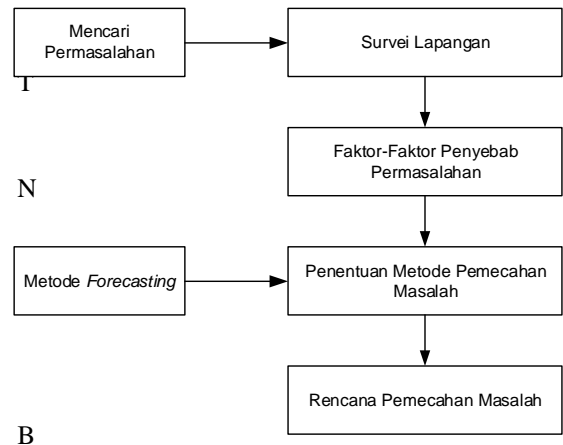 Mencari
Permasalahan
Survei Lapangan
T
Faktor-Faktor Penyebab
Permasalahan
N
Metode Forecasting
Penentuan Metode Pemecahan
Masalah
Rencana Pemecahan Masalah
B